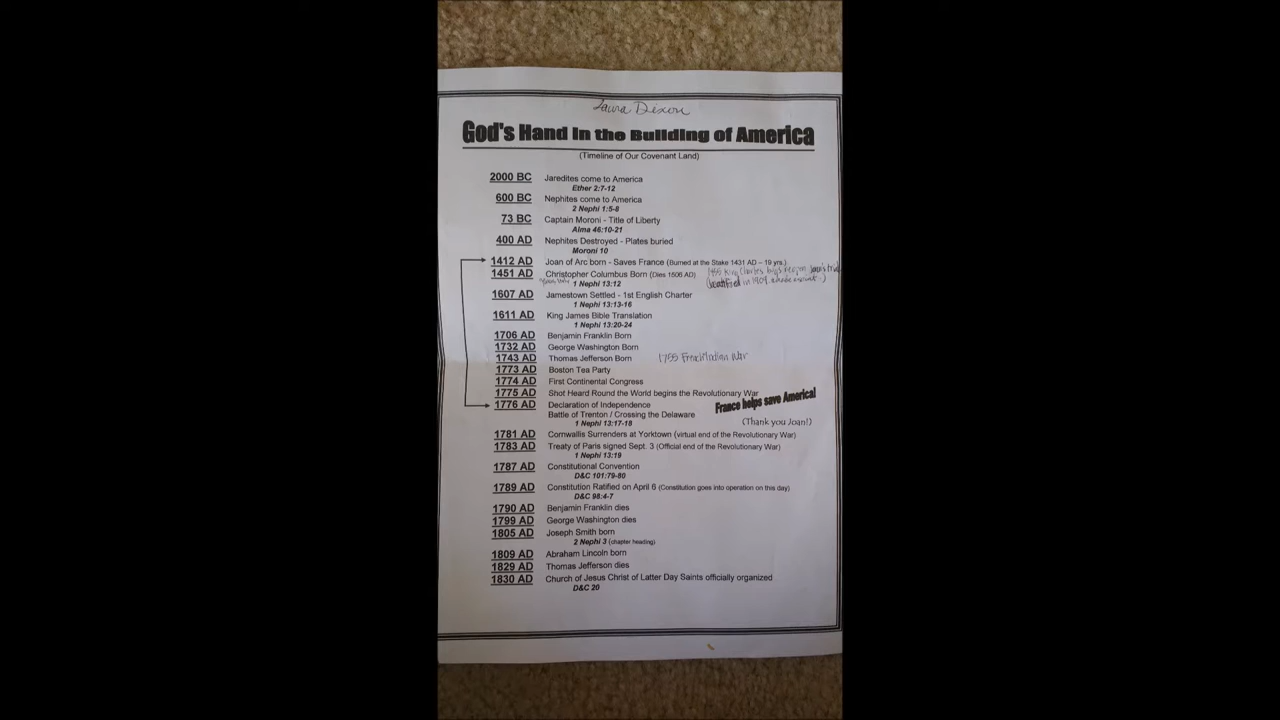 Laura Dixon
God's Hand in the Building of America
(Timeline of Our Covenant Land)
2000 BC Jaredites come to America
Ether 2:7-12
600 BC Nephites come to America
2 Nephi 1:5-8
73 BC Captain Moroni - Title of Liberty
Alma 46:10-21
400 AD Nephites Destroyed - Plates buried
Moroni 10
1412 AD Joan of Arc born - Saves France (Burned at the Stake 1431 AD – 19 yrs.)
1451 AD Christopher Columbus Born (Dies 1506 AD) 1455 King Charles
1 Nephi 13:12 in 1909
1607 AD Jamestown Settled - 1st English Charter
1 Nephi 13:13-16
1611 AD King James Bible Translation
1 Nephi 13:20-24
1706 AD Benjamin Franklin Born
1732 AD George Washington Born
1743 AD Thomas Jefferson Born 1755 French Indian War
1773 AD Boston Tea Party
1774 AD First Continental Congress
1775 AD Shot Heard Round the World begins the Revolutionary War
1776 AD Declaration of Independence France helps save America!
Battle of Trenton / Crossing the Delaware
1 Nephi 13:17-18 (Thank you Joan!)
1781 AD Cornwallis Surrenders at Yorktown (virtual end of the Revolutionary War)
1783 AD Treaty of Paris signed Sept. 3 (Official end of the Revolutionary War)
1 Nephi 13:19
1787 AD Constitutional Convention
D&C 101:79-80
1789 AD Constitution Ratified on April 6 (Constitution goes into operation on this day)
D&C 98:4-7
1790 AD Benjamin Franklin dies
1799 AD George Washington dies
1805 AD Joseph Smith born
2 Nephi 3 (chapter heading)
1809 AD Abraham Lincoln born
1829 AD Thomas Jefferson dies
1830 AD Church of Jesus Christ of Latter Day Saints officially organized
D&C 20